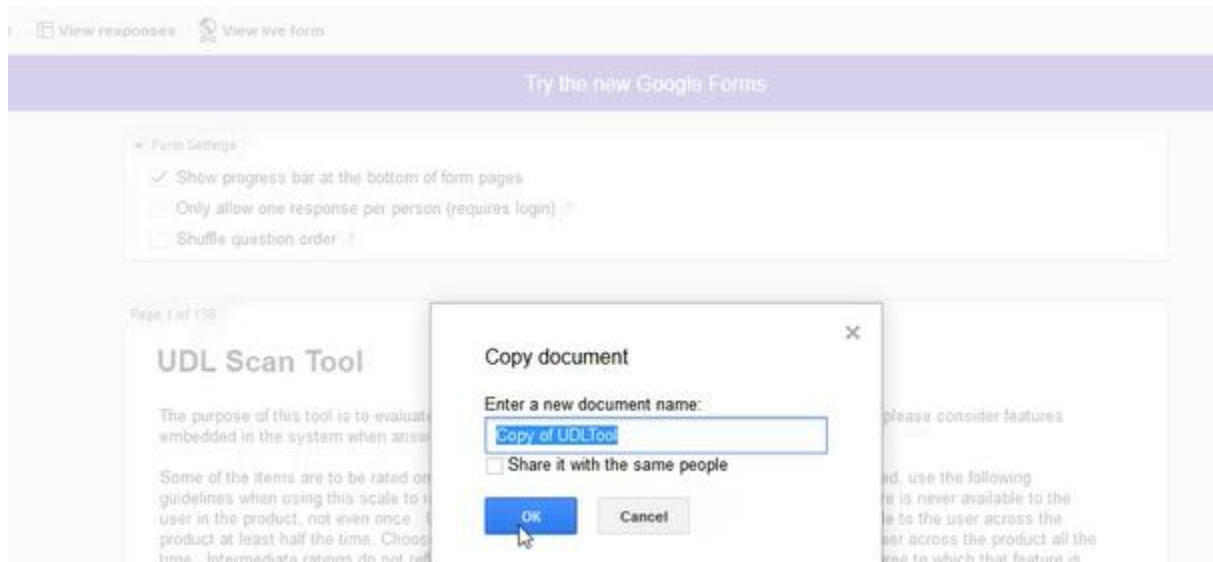 View responses View live form
Try the new Google Forms
Form Settings
Show progress bar at the bottom of form pages
Only allow one response per person (requires login) ?
Shuffle question order ?
Page 1 of 138
UDL Scan Tool
Copy document
Enter a new document name:
Copy of UDLTool
Share it with the same people
OK Cancel
The purpose of this tool is to evaluate please consider features
embedded in the system when
Some of the items are to be rated on use the following
guidelines when using this scale to is never available to the
user in the product, not even once to the user across the
product at least half the time. across the product all the
time. Intermediate ratings do not to which that feature is